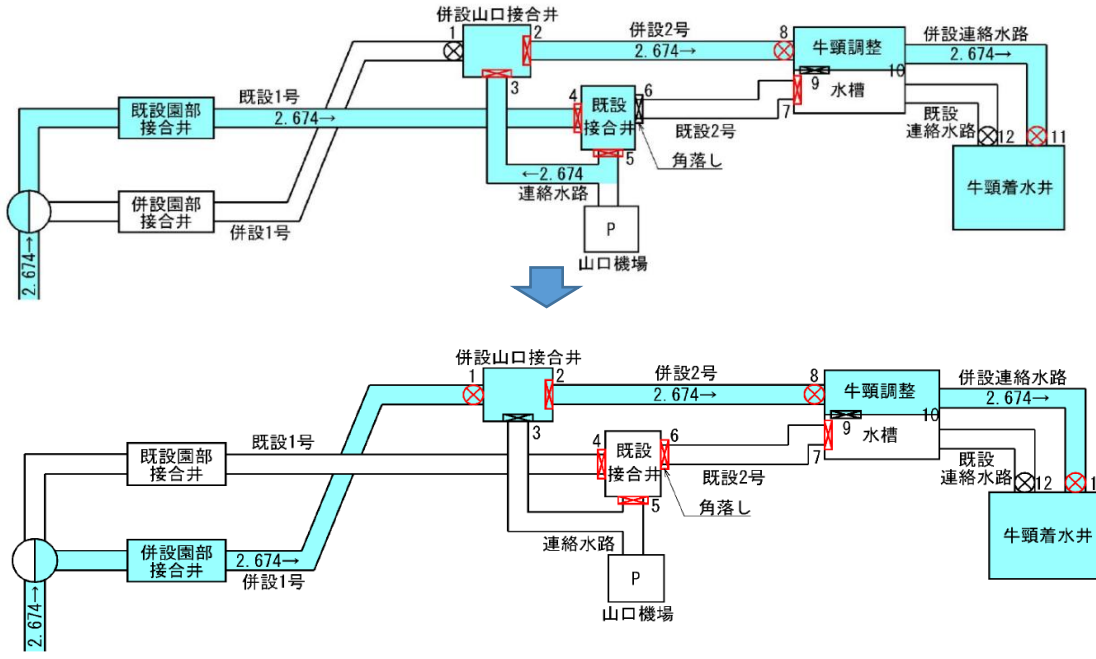 併設山口接合井
1
2
併設2号
2.674→
8
牛頸調整
水槽
9
10
併設連絡水路
2.674→
既設1号
2.674→
既設園部
接合井
3
4
既設
接合井
6
5
既設2号
7
角落し
既設
連絡水路
12
11
牛頸着水井
←2.674
連絡水路
併設園部
接合井
併設1号
P
山口機場
2.674→
併設山口接合井
1
2
併設2号
2.674→
8
牛頸調整
水槽
9
10
併設連絡水路
2.674→
既設1号
既設園部
接合井
3
4
既設
接合井
6
5
既設2号
7
角落し
既設
連絡水路
12
1
牛頸着水井
連絡水路
併設園部
接合井
2.674→
併設1号
P
山口機場
2.674→